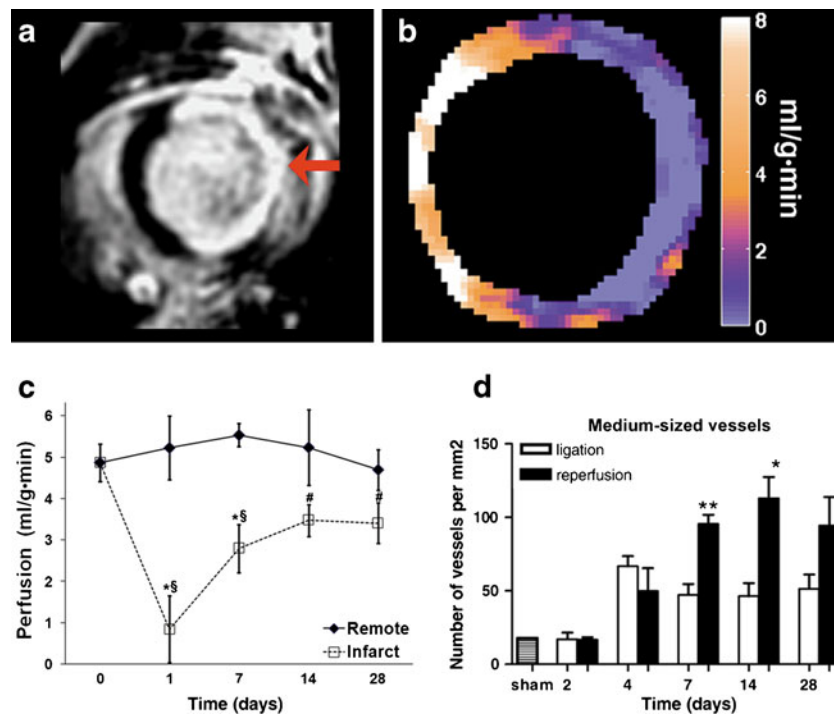 a
b
8
6
4
2
0
ml/g·min
c
6
5
4
3
2
1
0
Perfusion (ml/g·min)
*§
*§
#
#
Remote
Infarct
0 1 7 14 28
Time (days)
d
Medium-sized vessels
150
100
50
0
Number of vessels per mm2
ligation
reperfusion
**
*
sham 2 4 7 14 28
Time (days)